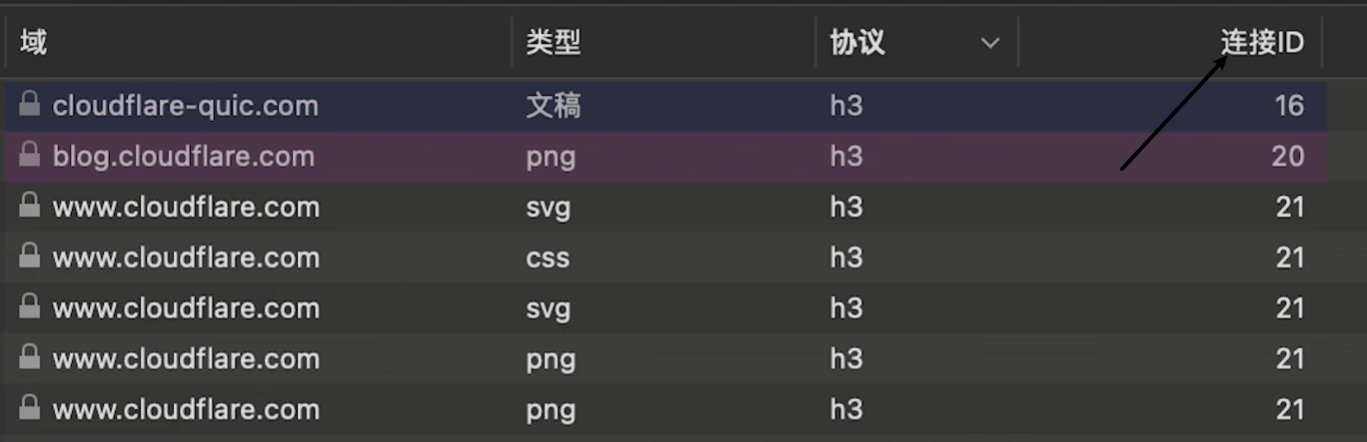 域 类型 协议 连接ID
cloudflare-quic.com 文稿 h3 16
blog.cloudflare.com png h3 20
www.cloudflare.com svg h3 21
www.cloudflare.com css h3 21
www.cloudflare.com svg h3 21
www.cloudflare.com png h3 21
www.cloudflare.com png h3 21